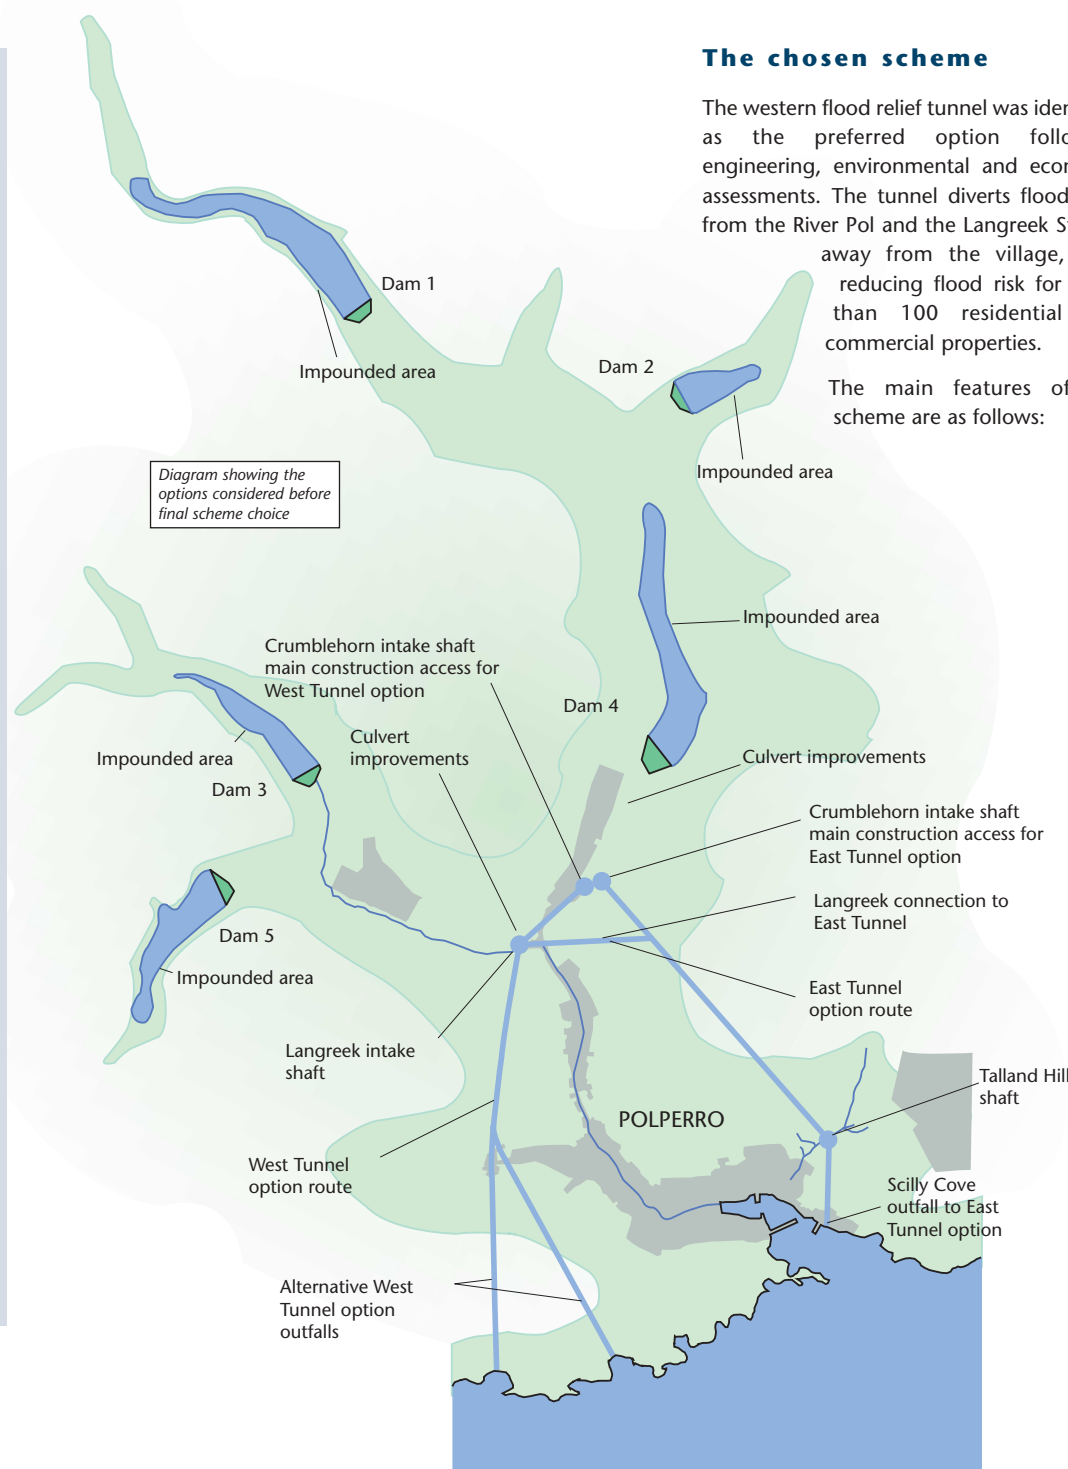 The chosen scheme
The western flood relief tunnel was iden
as the preferred option follo
engineering, environmental and econ
assessments. The tunnel diverts flood
from the River Pol and the Langreek S
away from the village,
reducing flood risk for
than 100 residential
commercial properties.
The main features of
scheme are as follows:
Dam 1
Impounded area
Dam 2
Impounded area
Diagram showing the
options considered before
final scheme choice
Impounded area
Crumblehorn intake shaft
main construction access for
West Tunnel option
Dam 4
Culvert
improvements
Impounded area
Dam 3
Culvert improvements
Crumblehorn intake shaft
main construction access for
East Tunnel option
Langreek connection to
East Tunnel
Dam 5
Impounded area
East Tunnel
option route
Langreek intake
shaft
Talland Hill
shaft
POLPERRO
West Tunnel
option route
Scilly Cove
outfall to East
Tunnel option
Alternative West
Tunnel option
outfalls